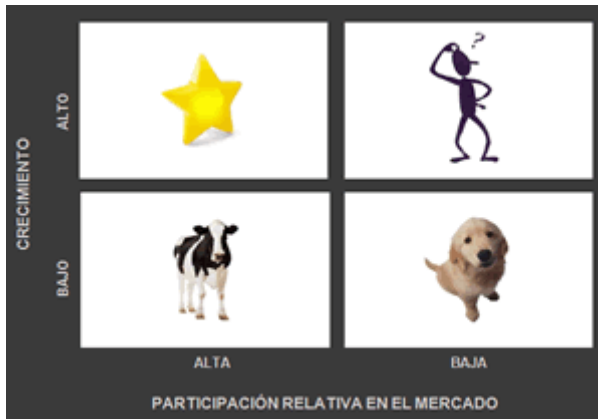 ?
CRECIMIENTO
ALTO
BAJO
ALTA
BAJA
PARTICIPACIÓN RELATIVA EN EL MERCADO